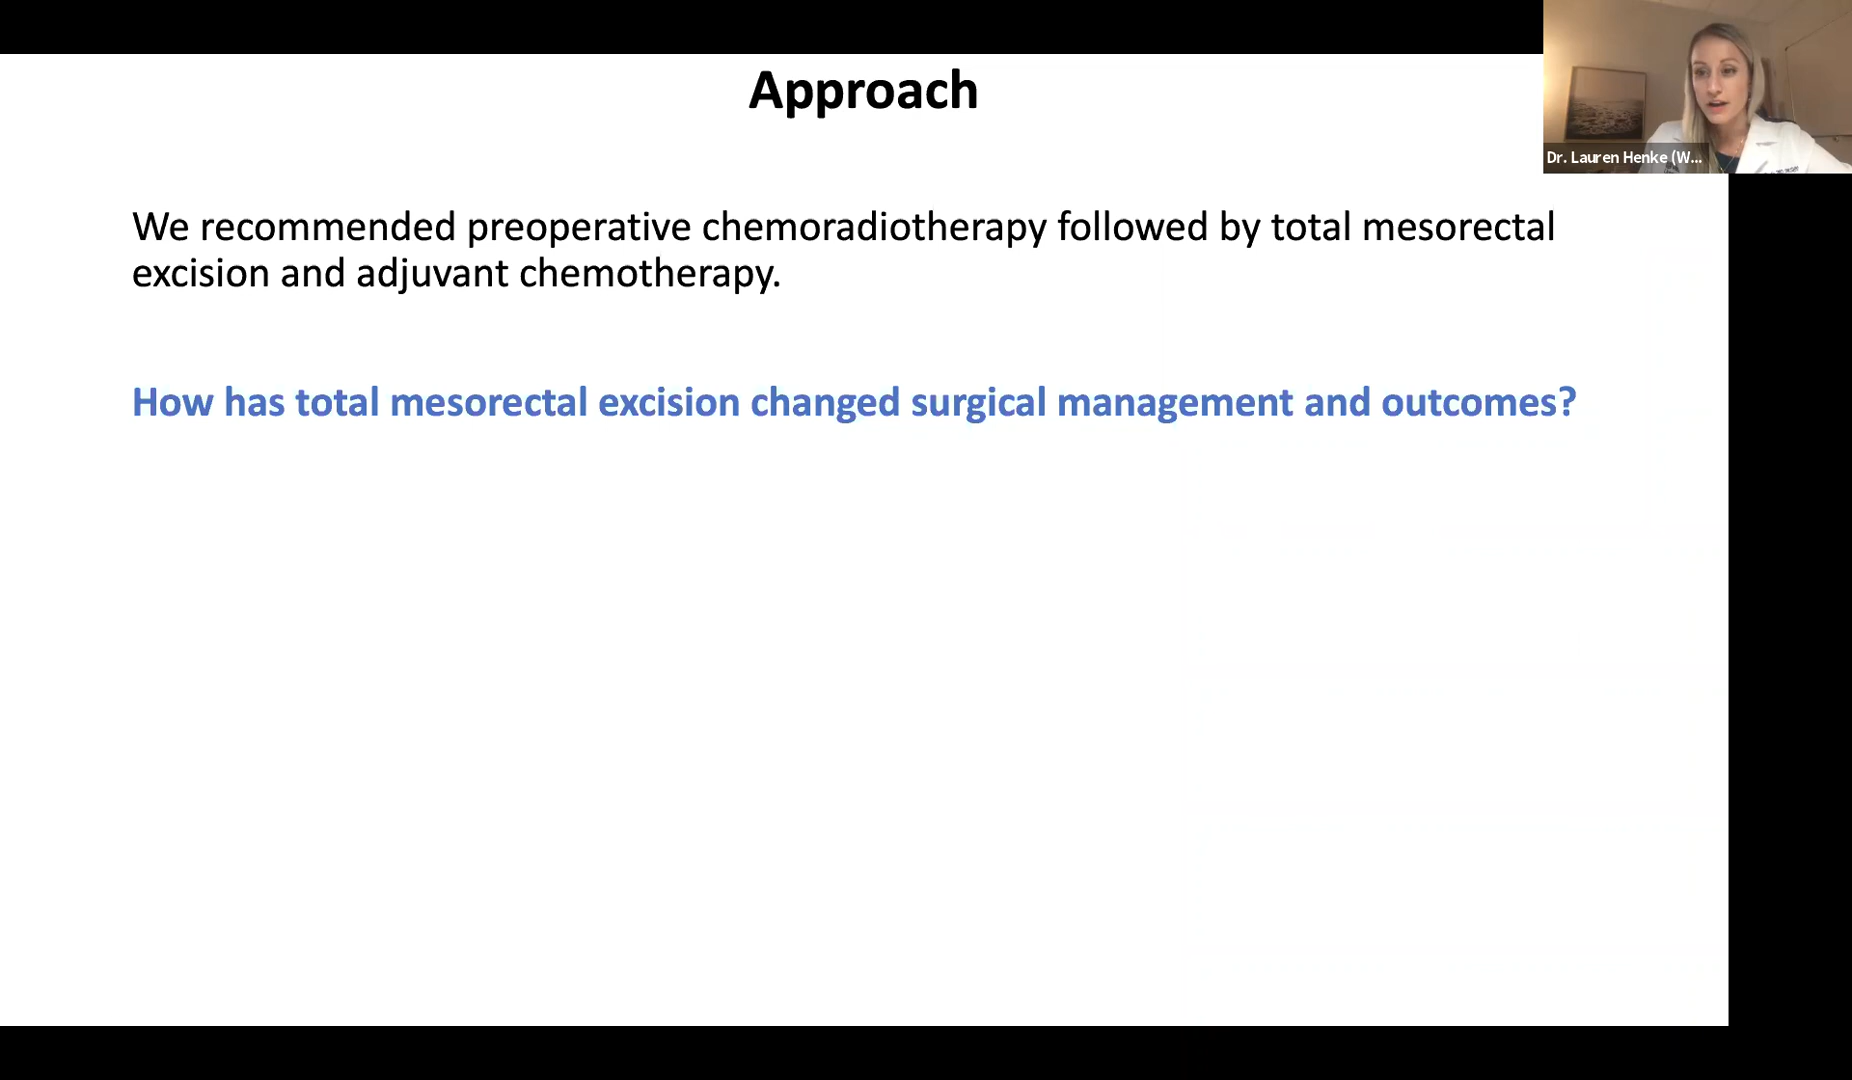 Approach
Dr. Lauren Henke (W...
We recommended preoperative chemoradiotherapy followed by total mesorectal
excision and adjuvant chemotherapy.
How has total mesorectal excision changed surgical management and outcomes?